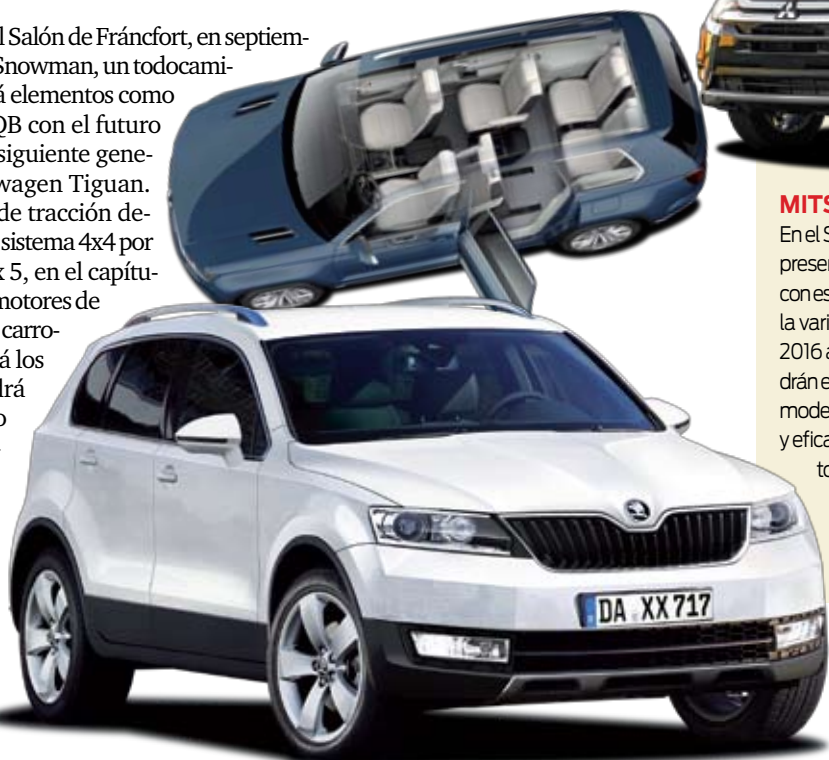 l Salón de Fráncfort, en septiem-
Snowman, un todocami-
á elementos como
QB con el futuro
siguiente gene-
wagen Tiguan.
de tracción de-
sistema 4x4 por
x 5, en el capítu-
motores de
carro-
á los
drá
o
DA XX 717
MITS
En el S
presen
con es
la vari
2016 a
drán e
mode
y efica
to